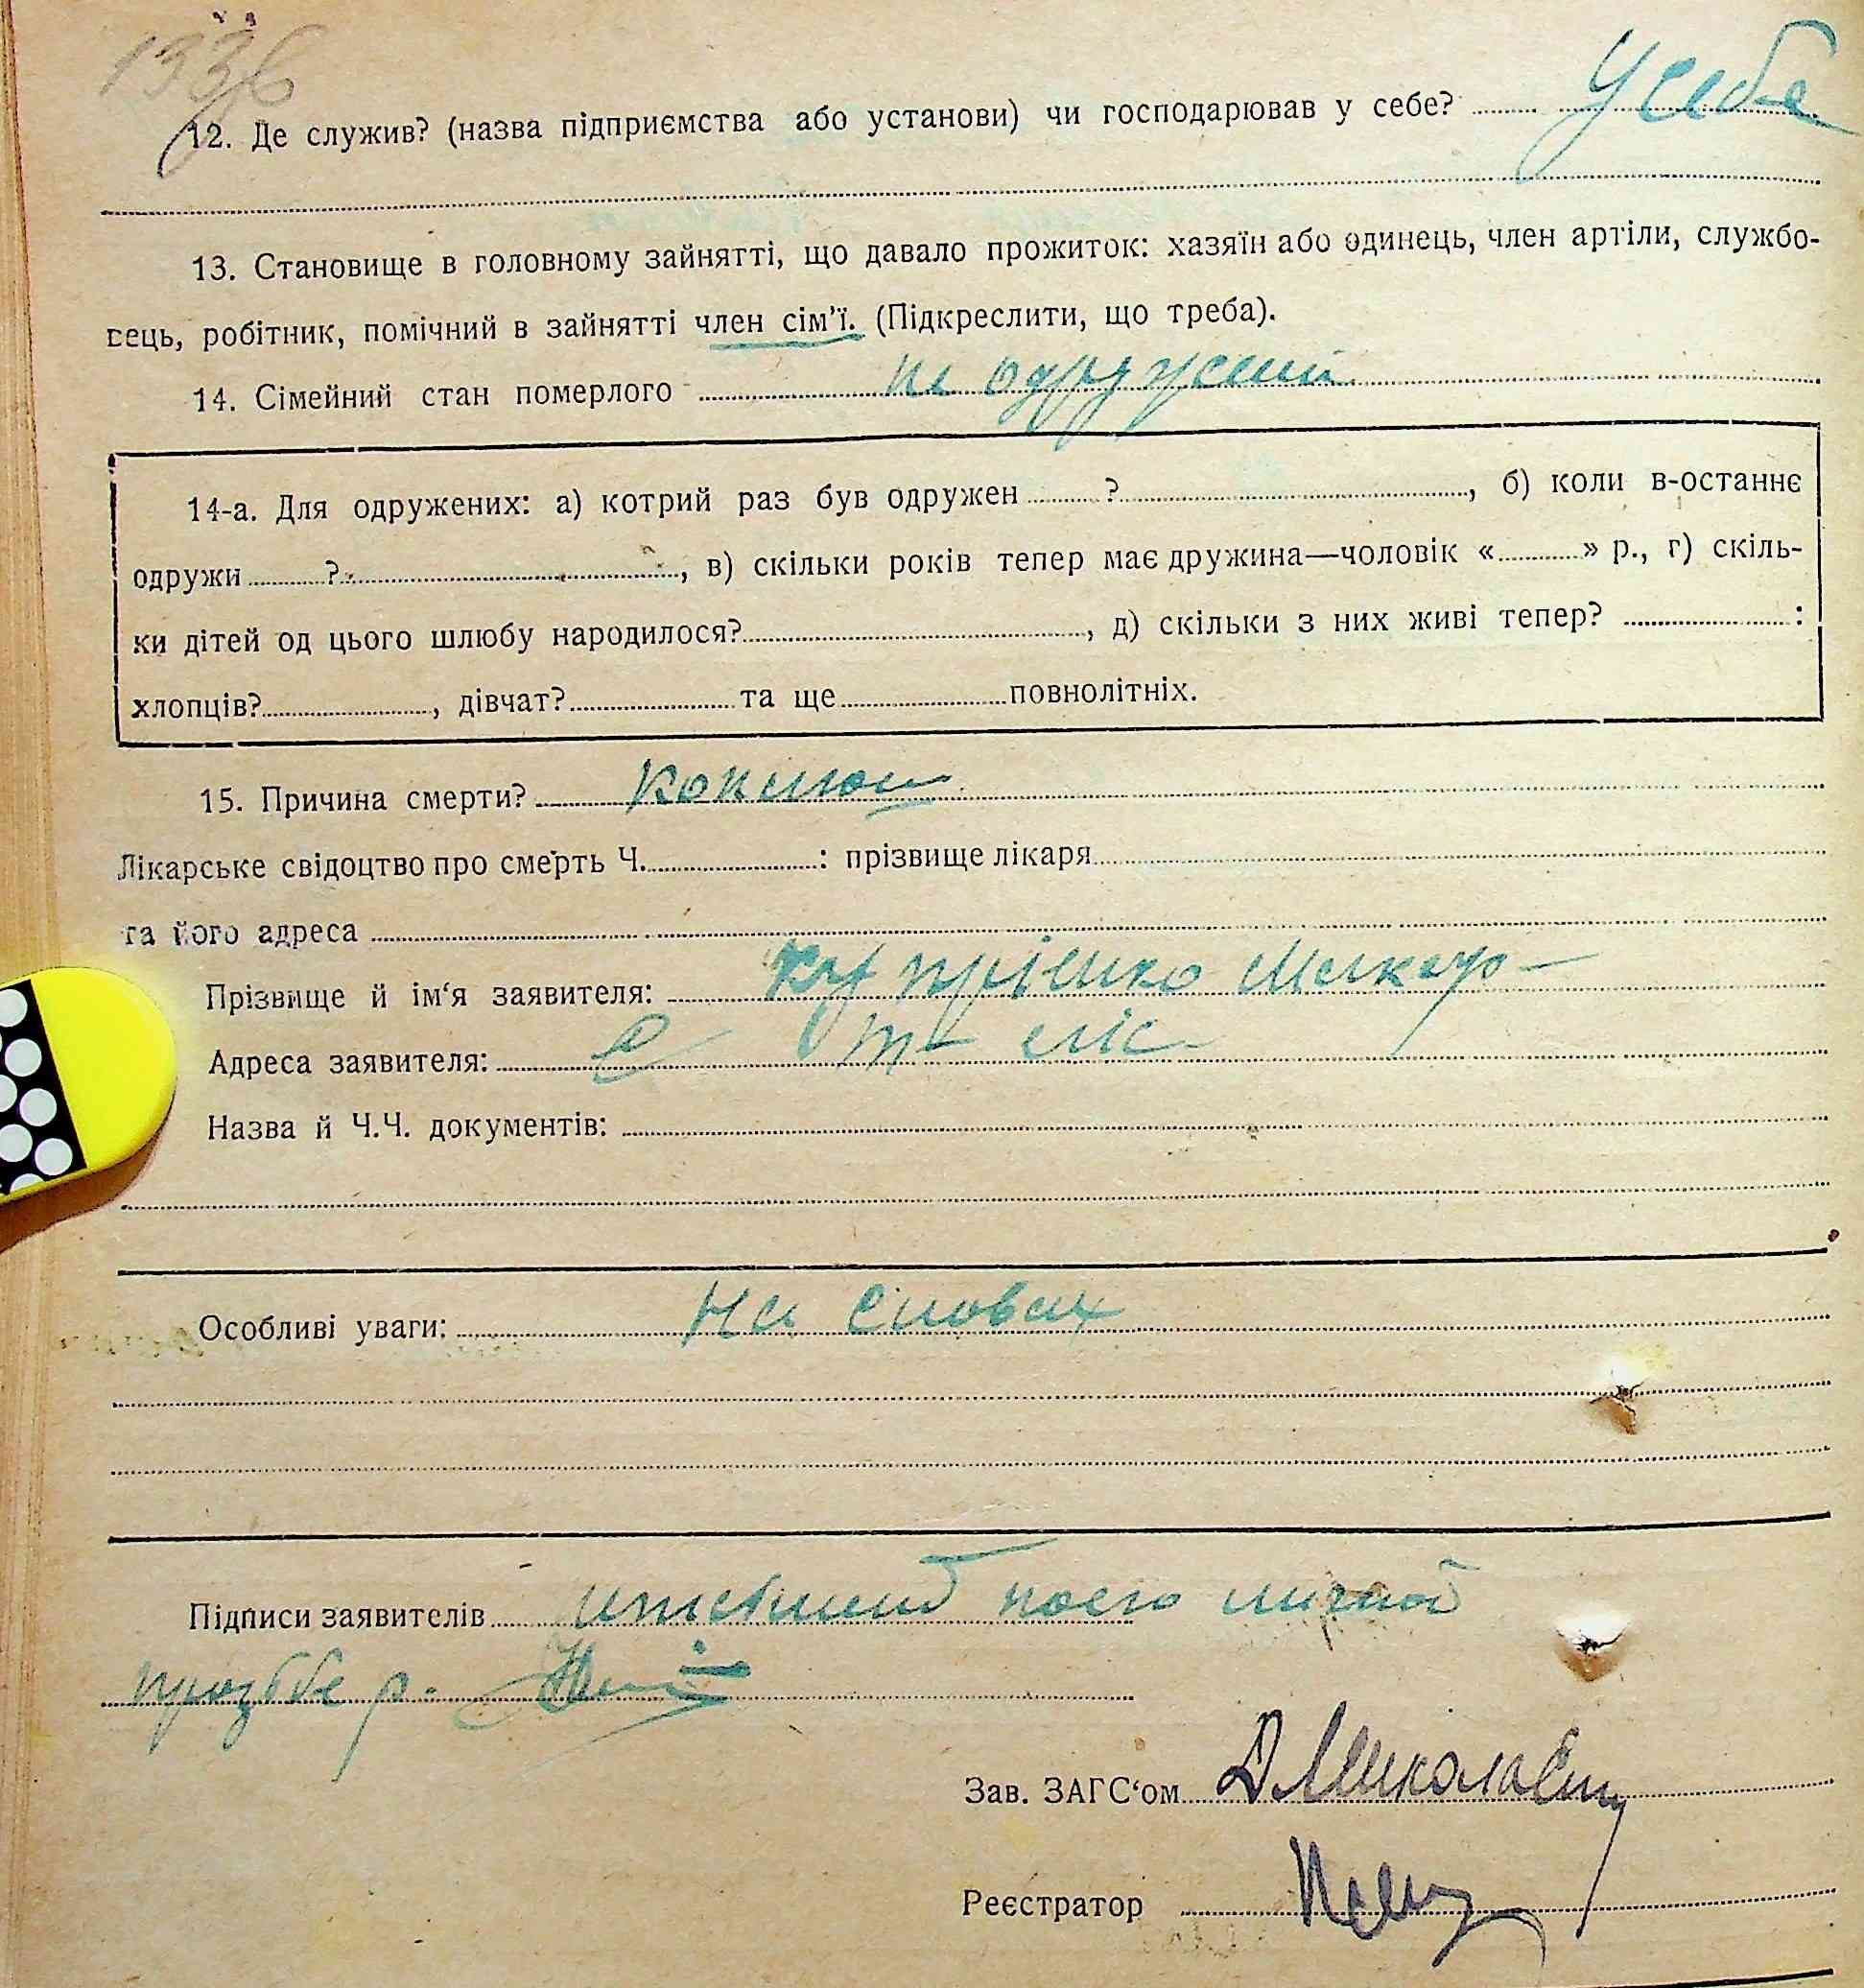 1336
12. Де служив? (назва підприємства або установи) чи господарював у себе? у себе
13. Становище в головному зайнятті, що давало прожиток: хазяїн або одинець, член артіли, службо-
вець, робітник, помічний в зайнятті член сім'ї. (Підкреслити, що треба).
14. Сімейний стан померлого не одружений
14-а. Для одружених: а) котрий раз був одружен ?, б) коли в-останнє
одружи ?, в) скільки років тепер має дружина—чоловік « » р., г) скіль-
ки дітей од цього шлюбу народилося?, д) скільки з них живі тепер? :
хлопців?, дівчат? та ще повнолітніх.
15. Причина смерти?
Лікарське свідоцтво про смерть Ч. : прізвище лікаря
та його адреса
Прізвище й ім'я заявителя: Макар
Адреса заявителя:
Назва й Ч.Ч. документів:
Особливі уваги: На словах
Підписи заявителів личной
прозьбе р.
Зав. ЗАГС'ом
Реєстратор